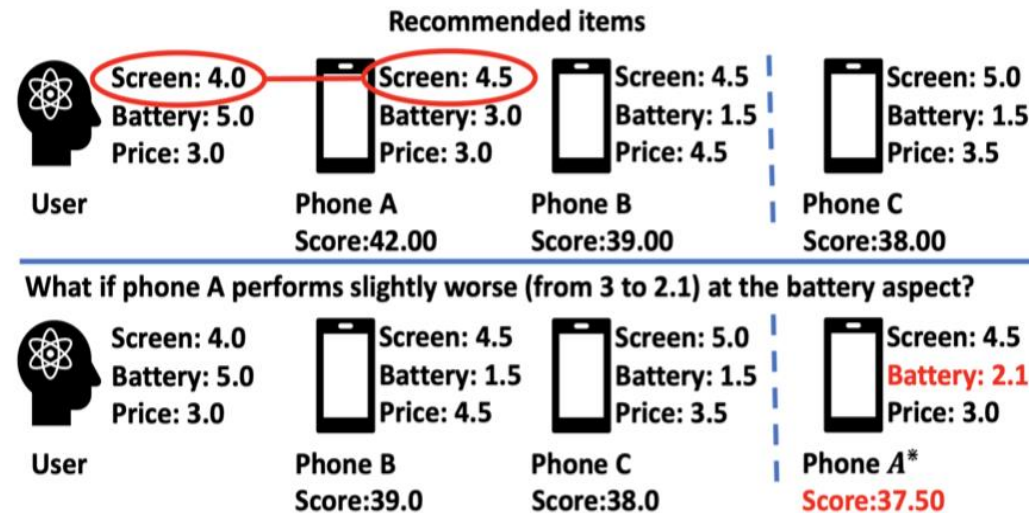 Recommended items
Screen: 4.0
Battery: 5.0
Price: 3.0
User
Screen: 4.5
Battery: 3.0
Price: 3.0
Phone A
Score:42.00
Screen: 4.5
Battery: 1.5
Price: 4.5
Phone B
Score:39.00
Screen: 5.0
Battery: 1.5
Price: 3.5
Phone C
Score:38.00
What if phone A performs slightly worse (from 3 to 2.1) at the battery aspect?
Screen: 4.0
Battery: 5.0
Price: 3.0
User
Screen: 4.5
Battery: 1.5
Price: 4.5
Phone B
Score:39.0
Screen: 5.0
Battery: 1.5
Price: 3.5
Phone C
Score:38.0
Screen: 4.5
Battery: 2.1
Price: 3.0
Phone A*
Score:37.50